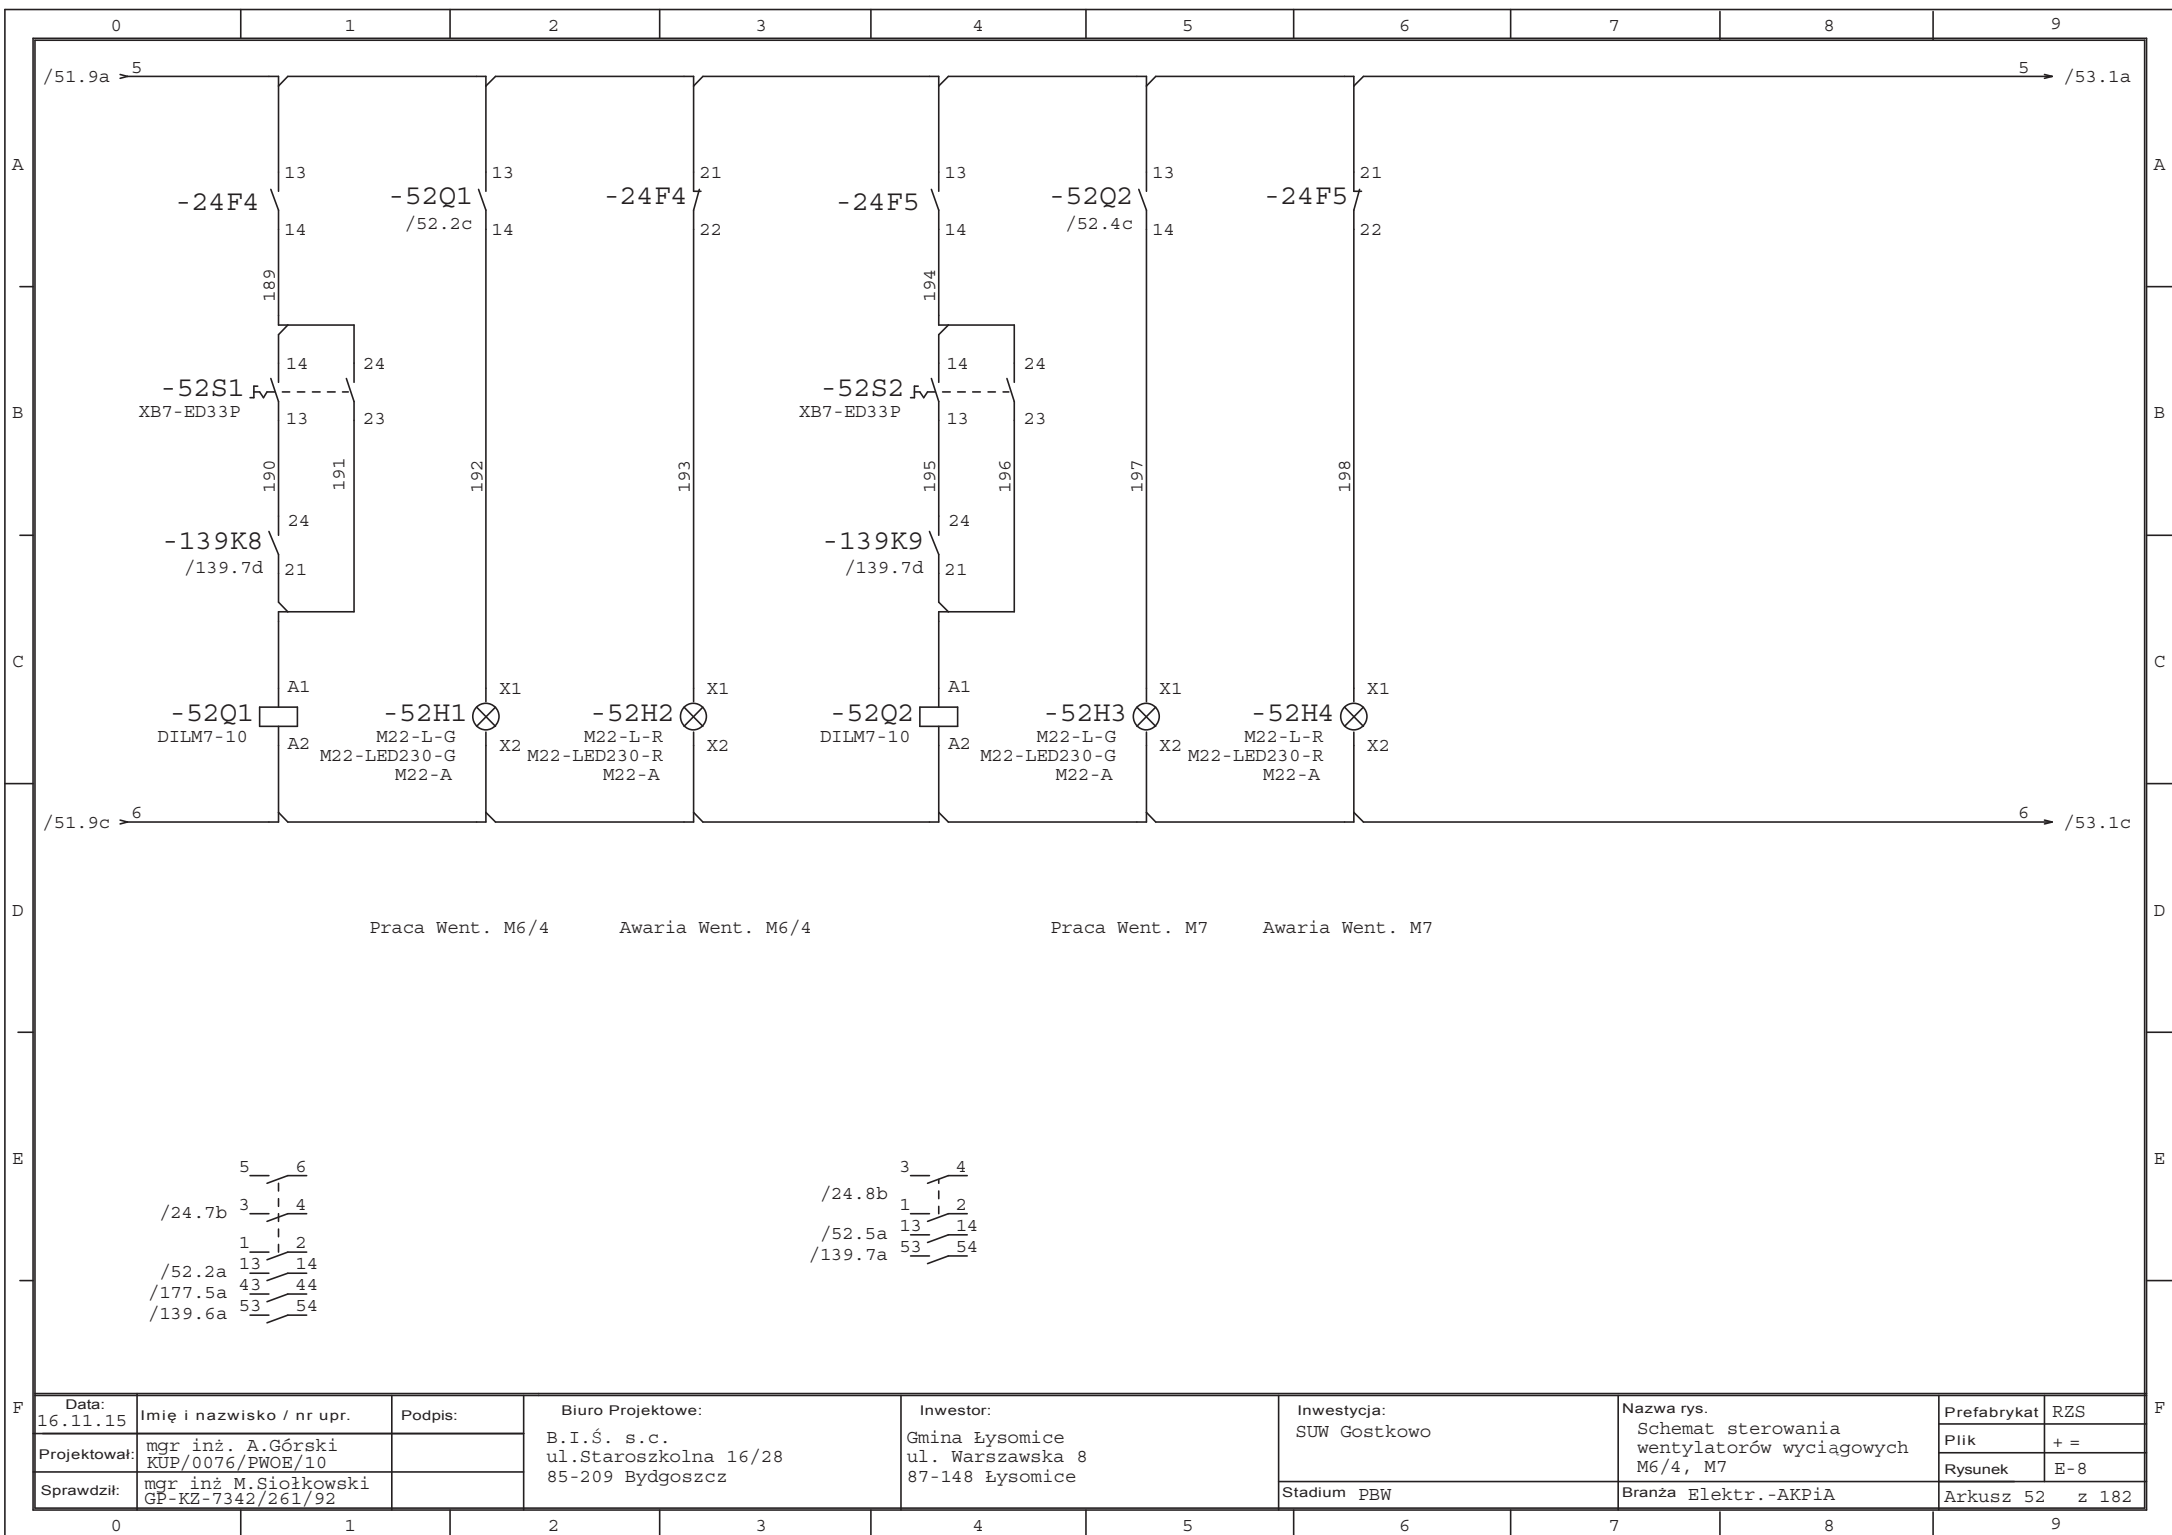 0 1 2 3 4 5 6 7 8 9
/51.9a 5 5 /53.1a
A A
13 13 21 13 13 21
-24F4 -52Q1 -24F4 -24F5 -52Q2 -24F5
/52.2c /52.4c
14 14 22 14 14 22
189 194
14 24 14 24
-52S1 -52S2
XB7-ED33P XB7-ED33P
B B
13 23 13 23
190 191 192 193 195 196 197 198
24 24
-139K8 -139K9
/139.7d 21 /139.7d 21
C C
A1 X1 X1 A1 X1 X1
-52Q1 -52H1 -52H2 -52Q2 -52H3 -52H4
DILM7-10 M22-L-G M22-L-R DILM7-10 M22-L-G M22-L-R
A2 X2 X2 A2 X2 X2
M22-LED230-G M22-LED230-R M22-LED230-G M22-LED230-R
M22-A M22-A M22-A M22-A
/51.9c 6 6 /53.1c
D D
Praca Went. M6/4 Awaria Went. M6/4 Praca Went. M7 Awaria Went. M7
E E
5 6
/24.7b 3 4
1 2
/52.2a 13 14
/177.5a 43 44
/139.6a 53 54
3 4
/24.8b
1 2
/52.5a 13 14
/139.7a 53 54
F F
Data:
16.11.15
Imię i nazwisko / nr upr.
Podpis:
Projektował:
mgr inż. A.Górski
KUP/0076/PWOE/10
Sprawdził:
mgr inż M.Siołkowski
GP-KZ-7342/261/92
Biuro Projektowe:
B.I.Ś. s.c.
ul.Staroszkolna 16/28
85-209 Bydgoszcz
Inwestor:
Gmina Łysomice
ul. Warszawska 8
87-148 Łysomice
Inwestycja:
SUW Gostkowo
Stadium PBW
Nazwa rys.
Schemat sterowania
wentylatorów wyciągowych
M6/4, M7
Branża Elektr.-AKPiA
Prefabrykat RZS
Plik + =
Rysunek E-8
Arkusz 52 z 182
0 1 2 3 4 5 6 7 8 9